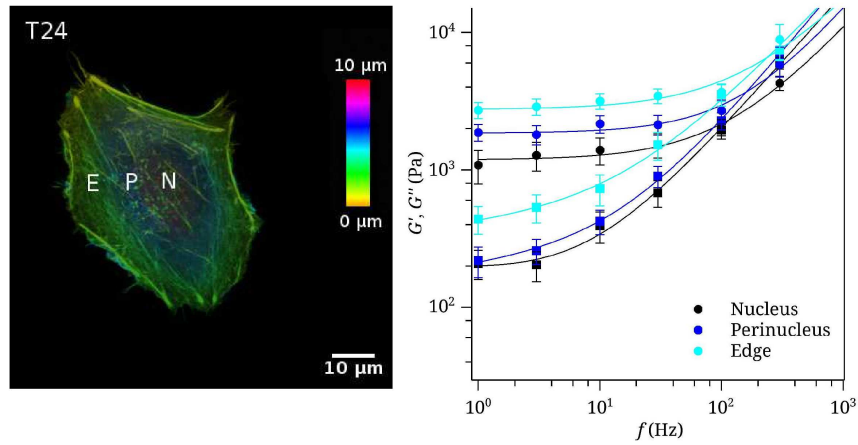 T24
10 μm
0 μm
E P N
10 μm
G′, G″ (Pa)
10⁴
10³
10²
Nucleus
Perinucleus
Edge
10⁰ 10¹ 10² 10³
f (Hz)